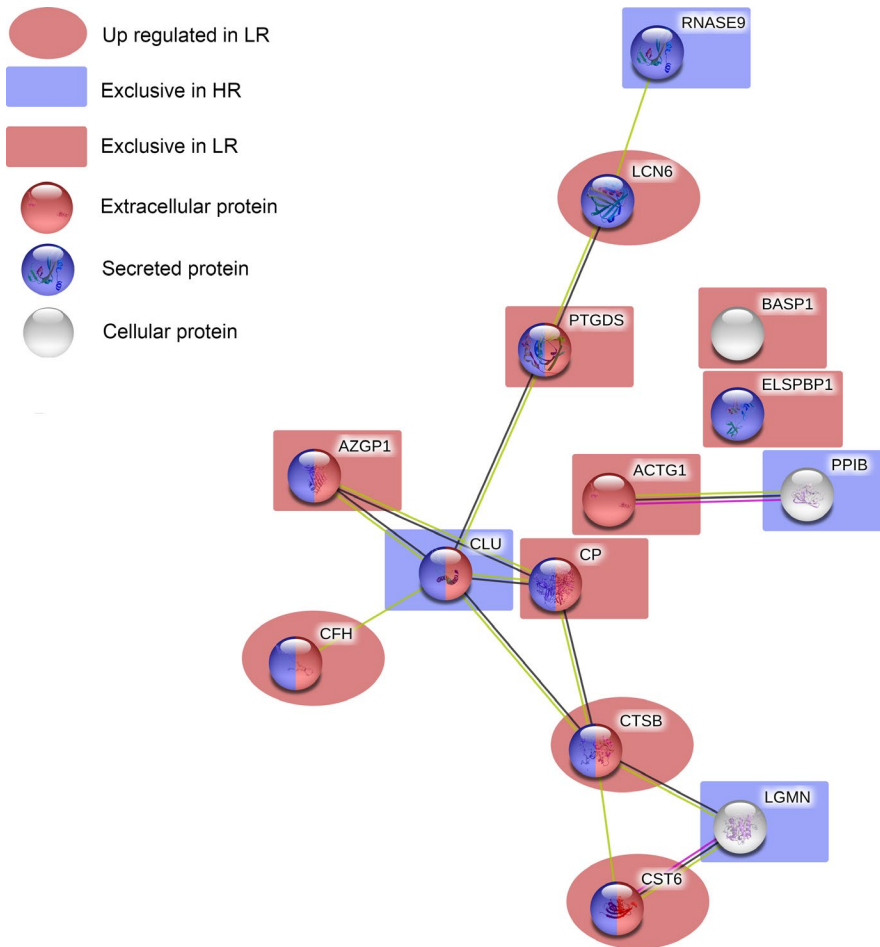 Up regulated in LR
Exclusive in HR
Exclusive in LR
Extracellular protein
Secreted protein
Cellular protein
RNASE9
LCN6
PTGDS
BASP1
ELSPBP1
AZGP1
ACTG1
PPIB
CLU
CP
CFH
CTSB
LGMN
CST6